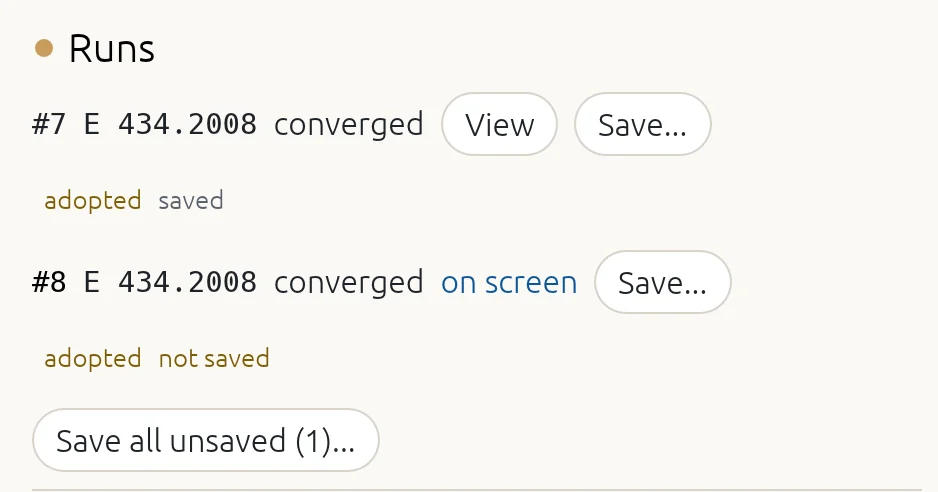 Runs
#7 E 434.2008 converged View Save...
adopted saved
#8 E 434.2008 converged on screen Save...
adopted not saved
Save all unsaved (1)...